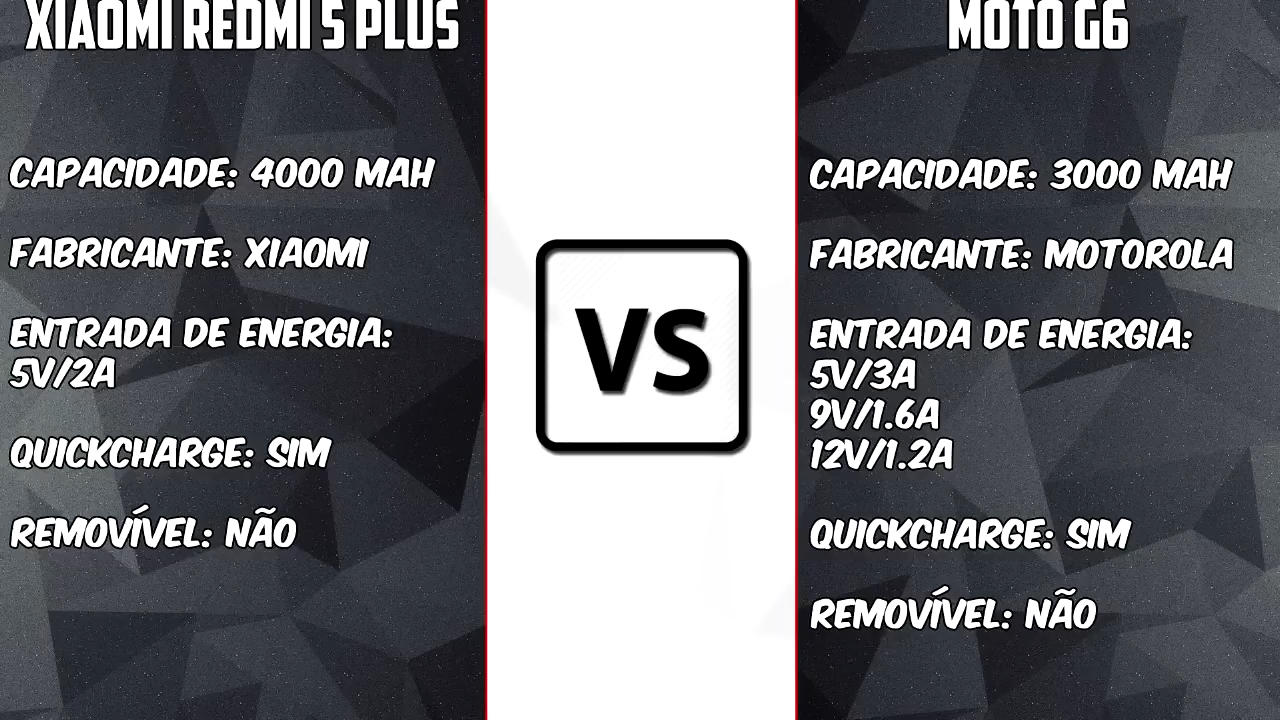 XIAOMI REDMI 5 PLUS
CAPACIDADE: 4000 MAH
FABRICANTE: XIAOMI
ENTRADA DE ENERGIA:
5V/2A
QUICKCHARGE: SIM
REMOVÍVEL: NÃO
VS
MOTO G6
CAPACIDADE: 3000 MAH
FABRICANTE: MOTOROLA
ENTRADA DE ENERGIA:
5V/3A
9V/1.6A
12V/1.2A
QUICKCHARGE: SIM
REMOVÍVEL: NÃO